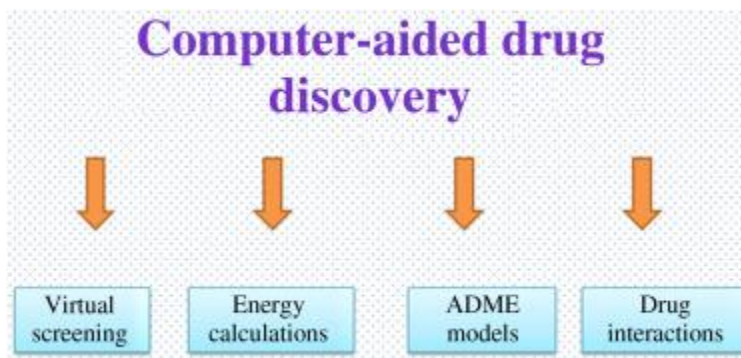 Computer-aided drug
discovery
Virtual
screening
Energy
calculations
ADME
models
Drug
interactions